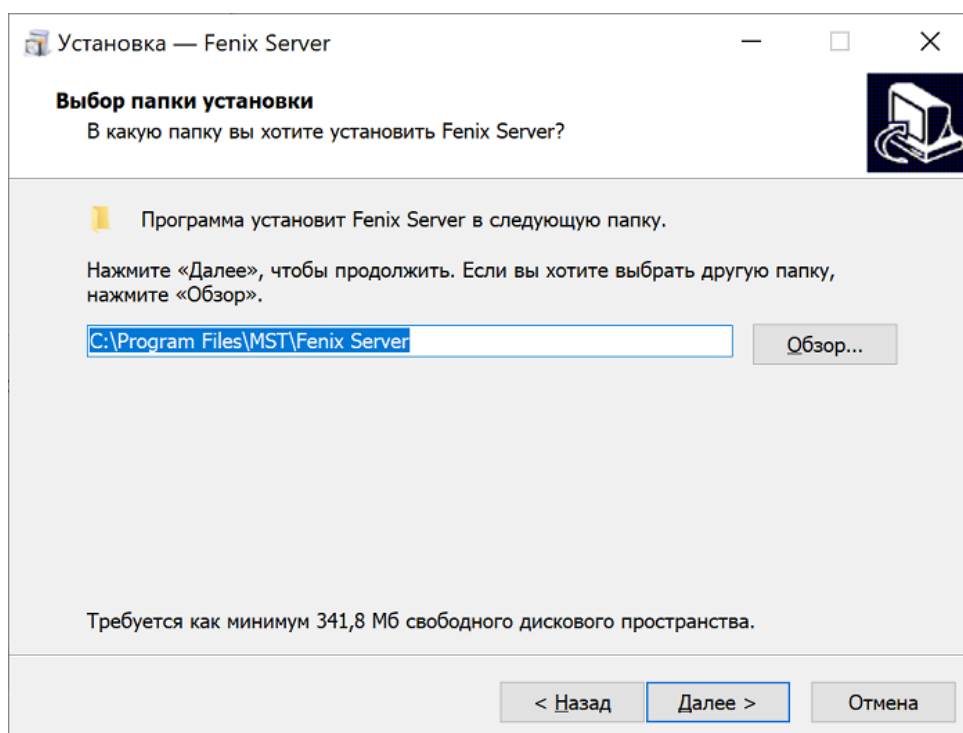 Установка — Fenix Server
Выбор папки установки
В какую папку вы хотите установить Fenix Server?
Программа установит Fenix Server в следующую папку.
Нажмите «Далее», чтобы продолжить. Если вы хотите выбрать другую папку,
нажмите «Обзор».
C:\Program Files\MST\Fenix Server
Обзор...
Требуется как минимум 341,8 Мб свободного дискового пространства.
< Назад
Далее >
Отмена